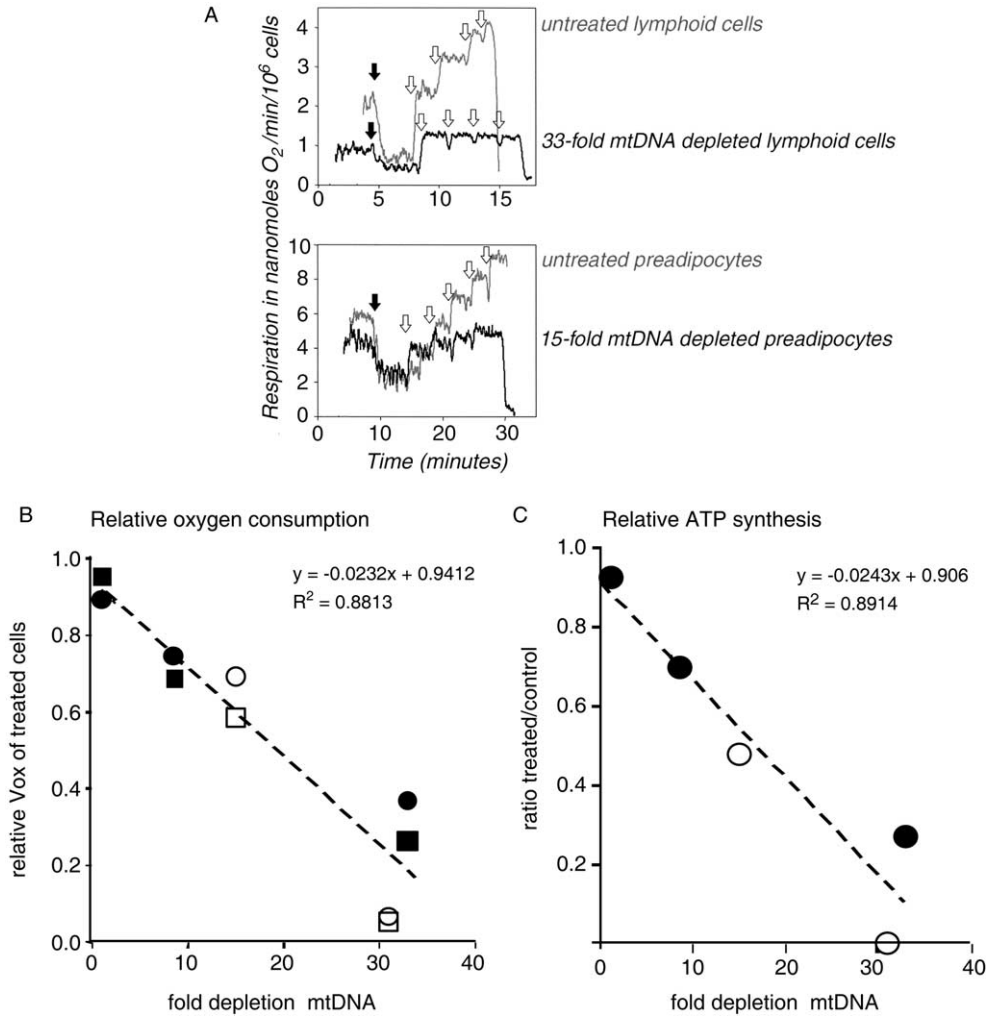 A
Respiration in nanomoles O2/min/10^6 cells
4
3
2
1
0
0 5 10 15
untreated lymphoid cells
33-fold mtDNA depleted lymphoid cells
10
8
6
4
2
0
0 10 20 30
Time (minutes)
untreated preadipocytes
15-fold mtDNA depleted preadipocytes
B Relative oxygen consumption
y = -0.0232x + 0.9412
R² = 0.8813
relative Vox of treated cells
1.0
0.8
0.6
0.4
0.2
0.0
0 10 20 30 40
fold depletion mtDNA
C Relative ATP synthesis
y = -0.0243x + 0.906
R² = 0.8914
ratio treated/control
1.0
0.8
0.6
0.4
0.2
0 10 20 30 40
fold depletion mtDNA